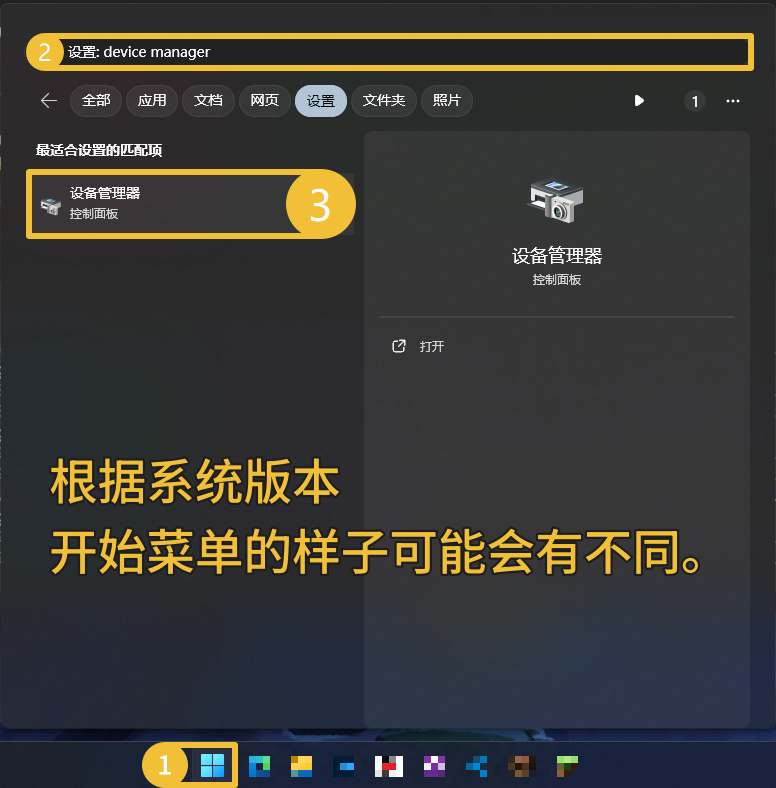 2
设置: device manager
全部 应用 文档 网页 设置 文件夹 照片 1
最适合设置的匹配项
设备管理器
控制面板
3
设备管理器
控制面板
打开
根据系统版本
开始菜单的样子可能会有不同。
1